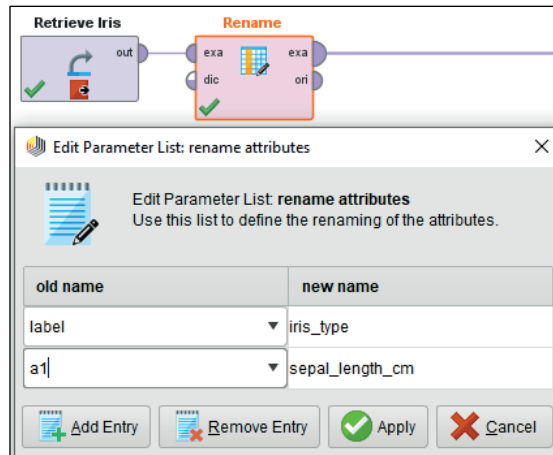 Retrieve Iris Rename
out exa exa
dic ori
Edit Parameter List: rename attributes
Edit Parameter List: rename attributes
Use this list to define the renaming of the attributes.
old name new name
label iris_type
a1 sepal_length_cm
Add Entry Remove Entry Apply Cancel